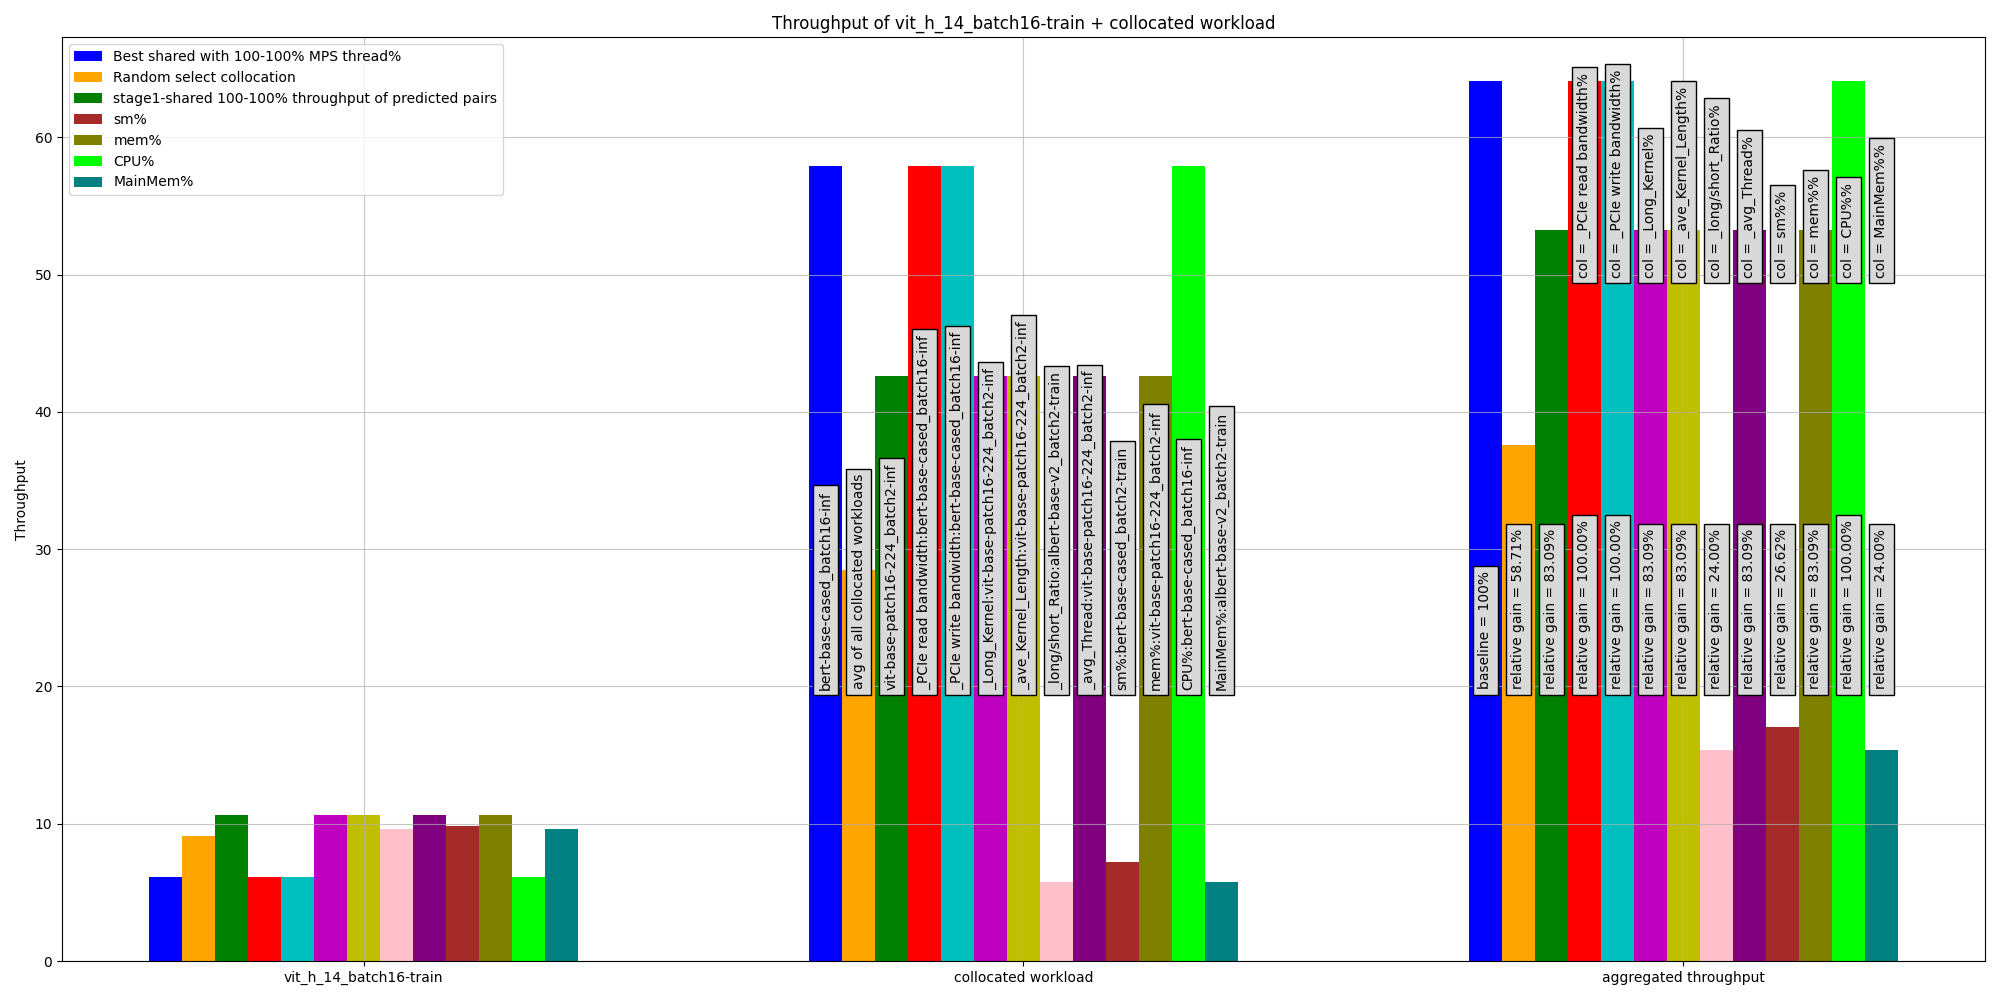 Throughput of vit_h_14_batch16-train + collocated workload
Best shared with 100-100% MPS thread%
Random select collocation
stage1-shared 100-100% throughput of predicted pairs
sm%
mem%
CPU%
MainMem%
Throughput
60
50
40
30
20
10
0
bert-base-cased_batch16-inf
avg of all collocated workloads
vit-base-patch16-224_batch2-inf
_PCIe read bandwidth:bert-base-cased_batch16-inf
_PCIe write bandwidth:bert-base-cased_batch16-inf
_Long_Kernel:vit-base-patch16-224_batch2-inf
_ave_Kernel_Length:vit-base-patch16-224_batch2-inf
_long/short_Ratio:albert-base-v2_batch2-train
_avg_Thread:vit-base-patch16-224_batch2-inf
sm%:bert-base-cased_batch2-train
mem%:vit-base-patch16-224_batch2-inf
CPU%:bert-base-cased_batch16-inf
MainMem%:albert-base-v2_batch2-train
col = _PCIe read bandwidth%
col = _PCIe write bandwidth%
col = _Long_Kernel%
col = _ave_Kernel_Length%
col = _long/short_Ratio%
col = _avg_Thread%
col = sm%%
col = mem%%
col = CPU%%
col = MainMem%%
baseline = 100%
relative gain = 58.71%
relative gain = 83.09%
relative gain = 100.00%
relative gain = 100.00%
relative gain = 83.09%
relative gain = 83.09%
relative gain = 24.00%
relative gain = 83.09%
relative gain = 26.62%
relative gain = 83.09%
relative gain = 100.00%
relative gain = 24.00%
vit_h_14_batch16-train
collocated workload
aggregated throughput